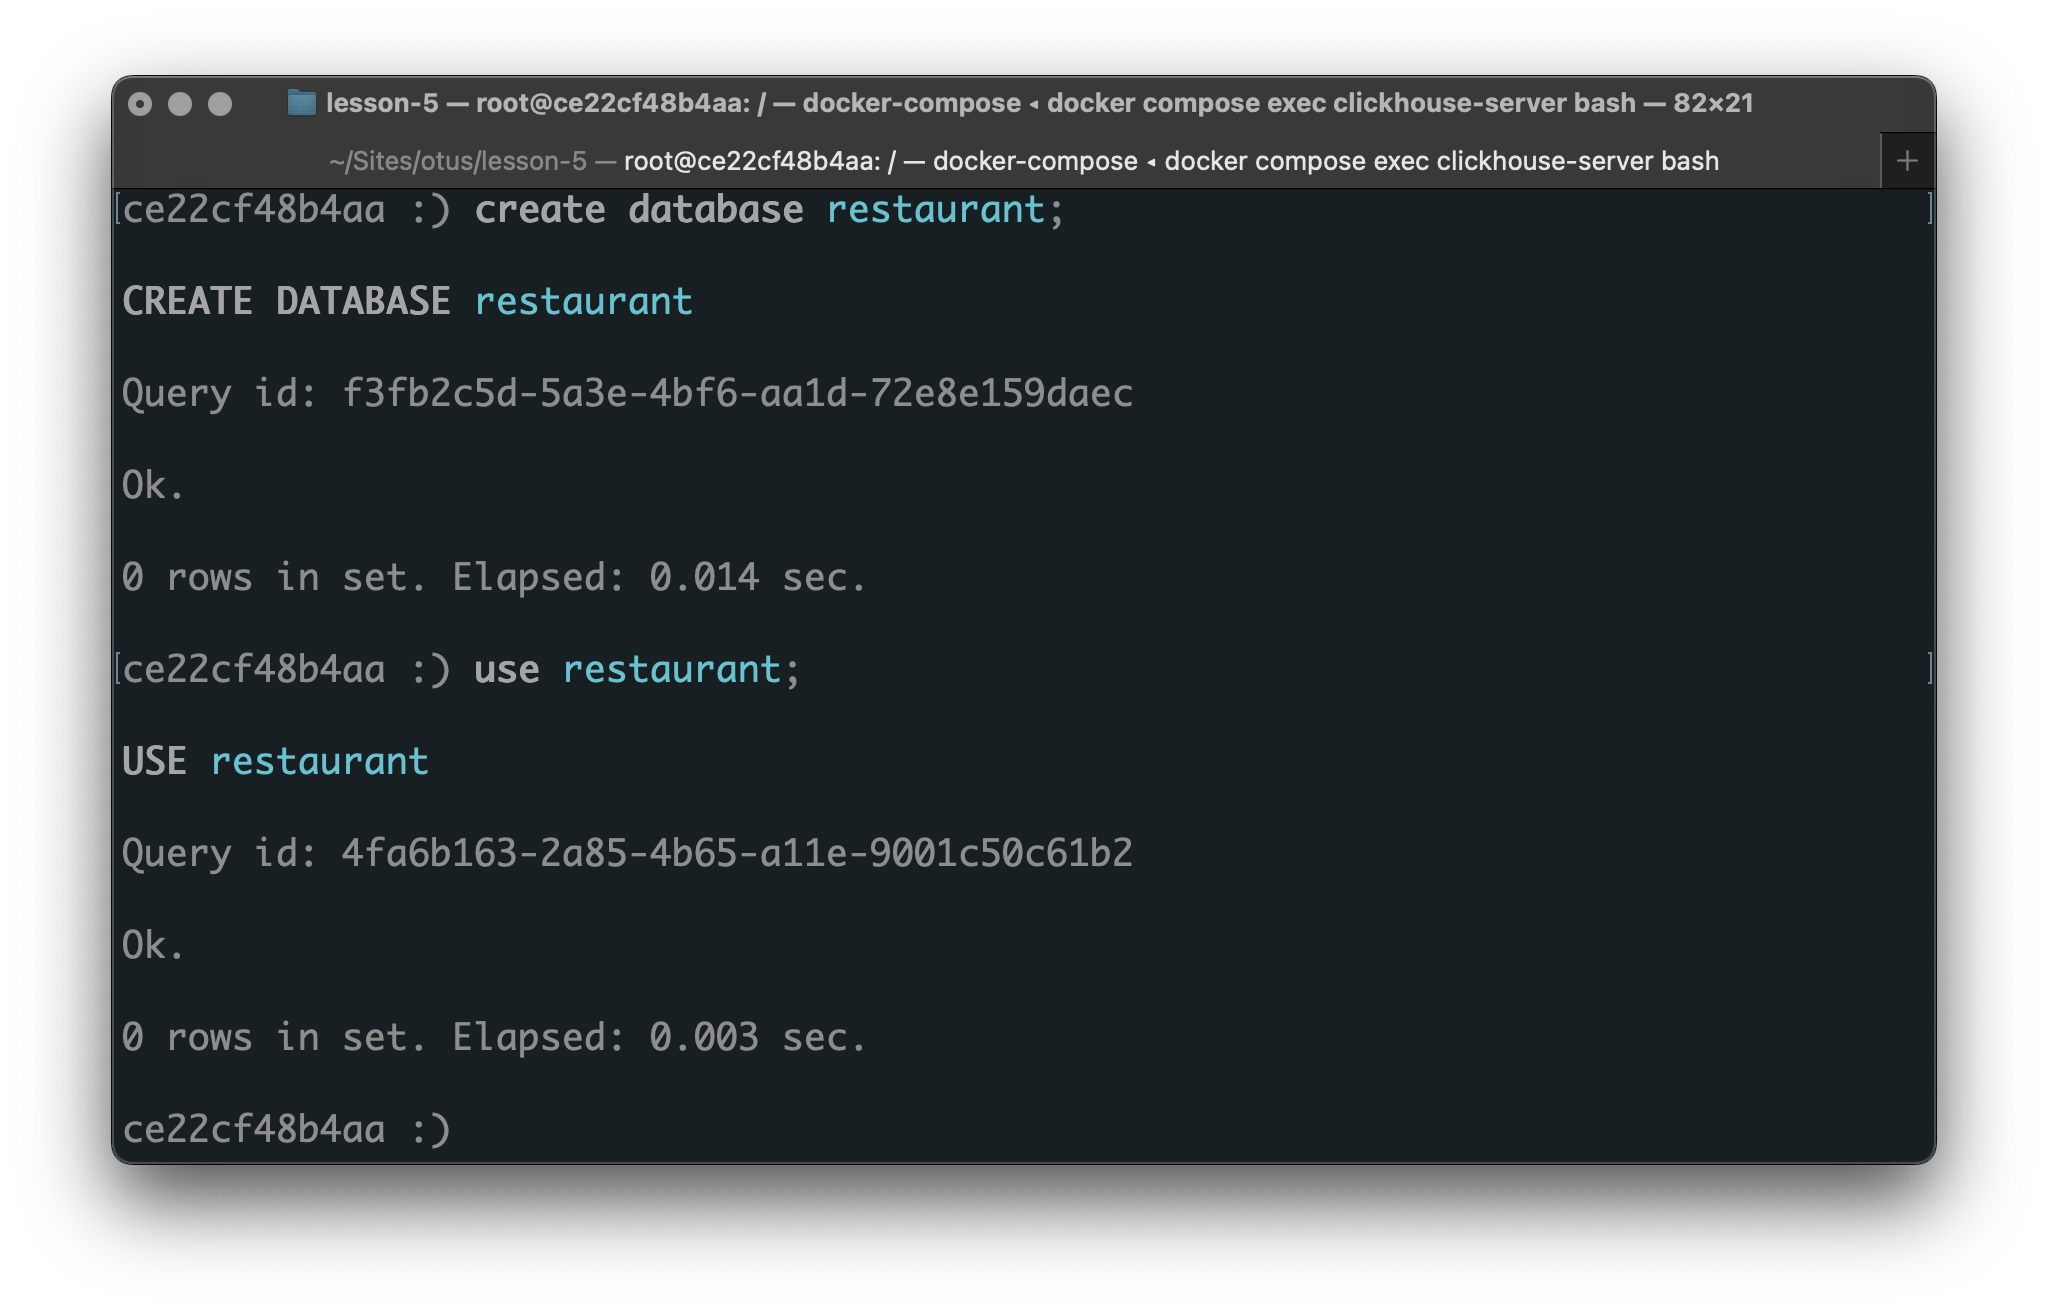 lesson-5 — root@ce22cf48b4aa: / — docker-compose ◂ docker compose exec clickhouse-server bash — 82×21
~/Sites/otus/lesson-5 — root@ce22cf48b4aa: / — docker-compose ◂ docker compose exec clickhouse-server bash +
[ce22cf48b4aa :) create database restaurant; ]
CREATE DATABASE restaurant
Query id: f3fb2c5d-5a3e-4bf6-aa1d-72e8e159daec
Ok.
0 rows in set. Elapsed: 0.014 sec.
[ce22cf48b4aa :) use restaurant; ]
USE restaurant
Query id: 4fa6b163-2a85-4b65-a11e-9001c50c61b2
Ok.
0 rows in set. Elapsed: 0.003 sec.
ce22cf48b4aa :)